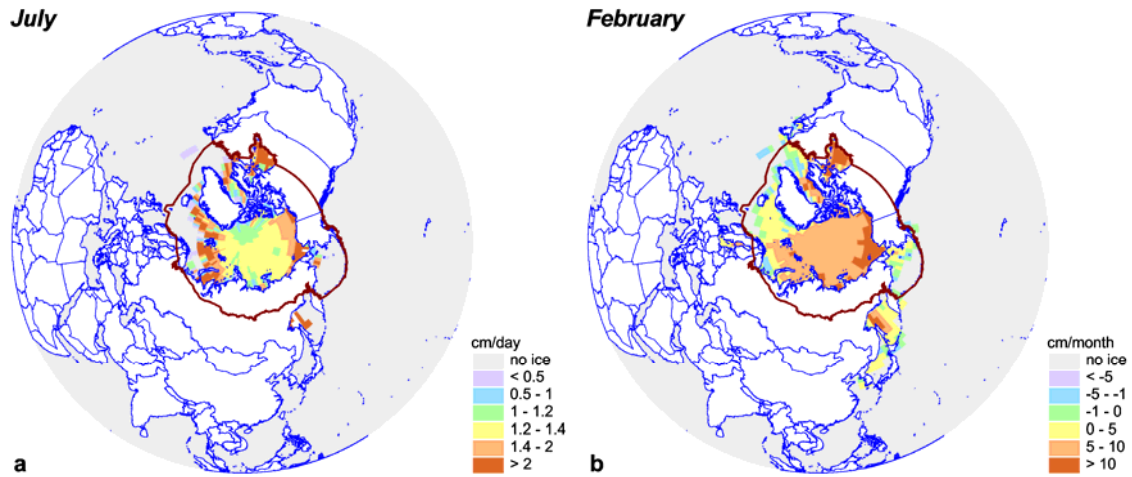 July
February
cm/day
no ice
< 0.5
0.5 - 1
1 - 1.2
1.2 - 1.4
1.4 - 2
> 2
a
cm/month
no ice
< -5
-5 - -1
-1 - 0
0 - 5
5 - 10
> 10
b